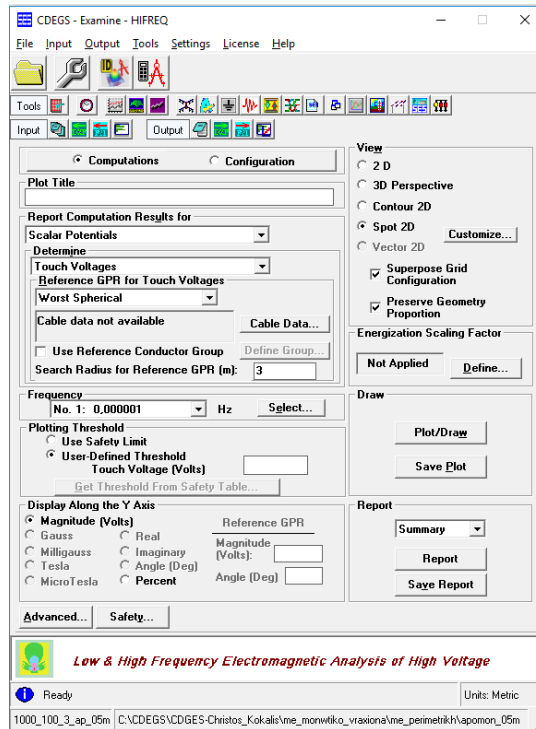 CDEGS - Examine - HIFREQ
File Input Output Tools Settings License Help
Tools
Input Output
Computations Configuration
Plot Title
Report Computation Results for
Scalar Potentials
Determine
Touch Voltages
Reference GPR for Touch Voltages
Worst Spherical
Cable data not available
Cable Data...
Use Reference Conductor Group
Define Group...
Search Radius for Reference GPR (m): 3
Frequency
No. 1: 0,000001 Hz Select...
Plotting Threshold
Use Safety Limit
User-Defined Threshold
Touch Voltage (Volts)
Get Threshold From Safety Table...
Display Along the Y Axis
Magnitude (Volts)
Gauss Real
Milligauss Imaginary
Tesla Angle (Deg)
MicroTesla Percent
Reference GPR
Magnitude
(Volts):
Angle (Deg)
Advanced... Safety...
View
2 D
3D Perspective
Contour 2D
Spot 2D
Customize...
Vector 2D
Superpose Grid
Configuration
Preserve Geometry
Proportion
Energization Scaling Factor
Not Applied Define...
Draw
Plot/Draw
Save Plot
Report
Summary
Report
Save Report
Low & High Frequency Electromagnetic Analysis of High Voltage
Ready Units: Metric
1000_100_3_ap_05m C:\CDEGS\CDGES-Christos_Kokalis\me_monwtiko_vraxiona\me_perimetrikh\apomon_05m